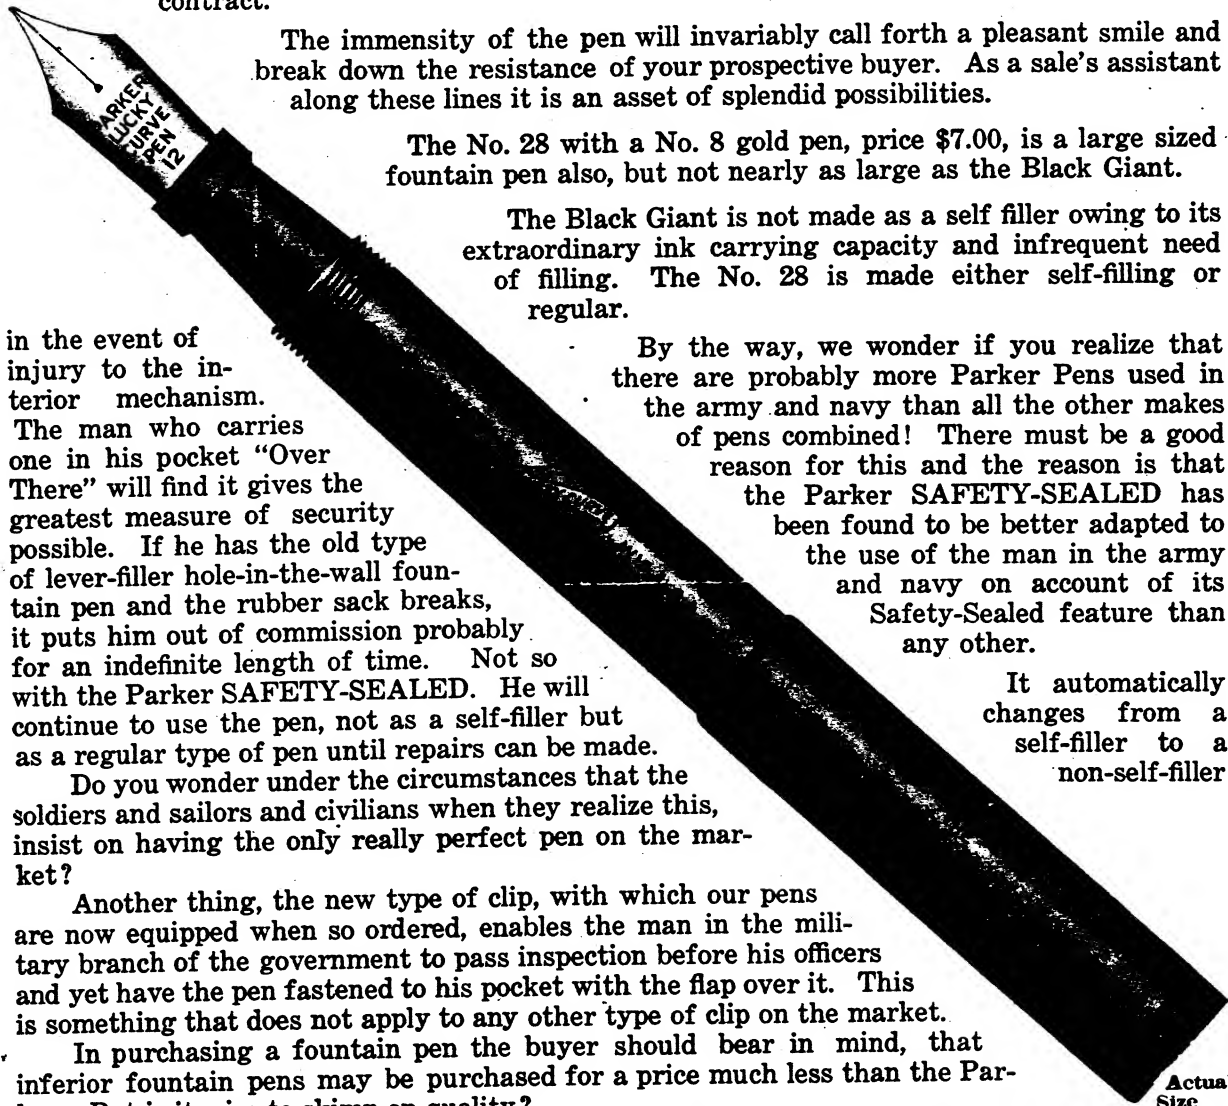 contract.
The immensity of the pen will invariably call forth a pleasant smile and
break down the resistance of your prospective buyer. As a sale's assistant
along these lines it is an asset of splendid possibilities.
The No. 28 with a No. 8 gold pen, price $7.00, is a large sized
fountain pen also, but not nearly as large as the Black Giant.
The Black Giant is not made as a self filler owing to its
extraordinary ink carrying capacity and infrequent need
of filling. The No. 28 is made either self-filling or
regular.
By the way, we wonder if you realize that
there are probably more Parker Pens used in
the army and navy than all the other makes
of pens combined! There must be a good
reason for this and the reason is that
the Parker SAFETY-SEALED has
been found to be better adapted to
the use of the man in the army
and navy on account of its
Safety-Sealed feature than
any other.
It automatically
changes from a
self-filler to a
non-self-filler
in the event of
injury to the in-
terior mechanism.
The man who carries
one in his pocket "Over
There" will find it gives the
greatest measure of security
possible. If he has the old type
of lever-filler hole-in-the-wall foun-
tain pen and the rubber sack breaks,
it puts him out of commission probably
for an indefinite length of time. Not so
with the Parker SAFETY-SEALED. He will
continue to use the pen, not as a self-filler but
as a regular type of pen until repairs can be made.
Do you wonder under the circumstances that the
soldiers and sailors and civilians when they realize this,
insist on having the only really perfect pen on the mar-
ket?
Another thing, the new type of clip, with which our pens
are now equipped when so ordered, enables the man in the mili-
tary branch of the government to pass inspection before his officers
and yet have the pen fastened to his pocket with the flap over it. This
is something that does not apply to any other type of clip on the market.
In purchasing a fountain pen the buyer should bear in mind, that
inferior fountain pens may be purchased for a price much less than the Par-
quality?
ARKER
LUCKY
CURVE
PEN
12
Actua
Size